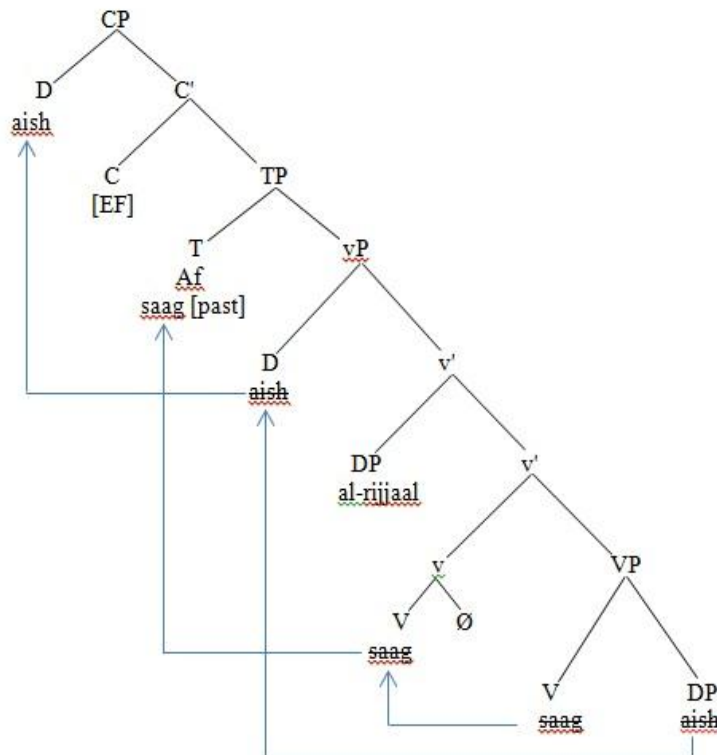 CP
D
C'
aish
C
TP
[EF]
T
vP
Af
saag [past]
D
v'
aish
DP
v'
al-rijjaal
v
VP
V
Ø
saag
V
DP
saag
aish